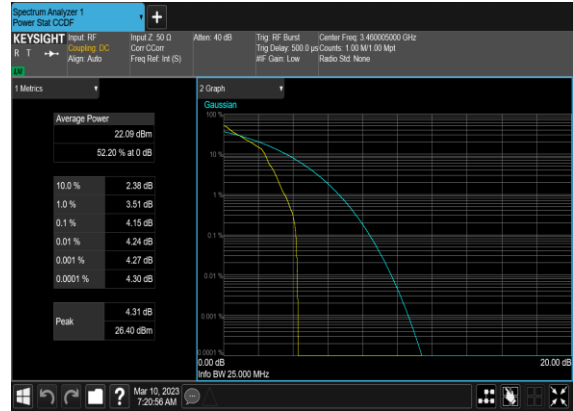 Spectrum Analyzer 1
Power Stat CCDF
KEYSIGHT
R T
LM
Input: RF
Coupling: DC
Align: Auto
Input Z: 50 Ω
Corr CCorr
Freq Ref: Int (S)
Atten: 40 dB
Trig: RF Burst
Trig Delay: 500.0 µs
#IF Gain: Low
Center Freq: 3.460005000 GHz
Counts: 1.00 M/1.00 Mpt
Radio Std: None
1 Metrics
Average Power
22.09 dBm
52.20 % at 0 dB
10.0 % 2.38 dB
1.0 % 3.51 dB
0.1 % 4.15 dB
0.01 % 4.24 dB
0.001 % 4.27 dB
0.0001 % 4.30 dB
Peak
4.31 dB
26.40 dBm
2 Graph
Gaussian
100 %
10 %
1 %
0.1 %
0.01 %
0.001 %
0.0001 %
0.00 dB 20.00 dB
Info BW 25.000 MHz
? Mar 10, 2023
7:20:56 AM